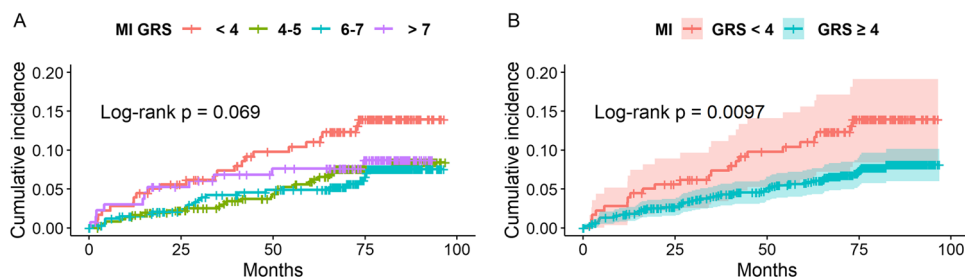 A
MI GRS < 4 4-5 6-7 > 7
Cumulative incidence
0.20
0.15
0.10
0.05
0.00
Log-rank p = 0.069
0 25 50 75 100
Months
B
MI GRS < 4 GRS ≥ 4
Cumulative incidence
0.20
0.15
0.10
0.05
0.00
Log-rank p = 0.0097
0 25 50 75 100
Months